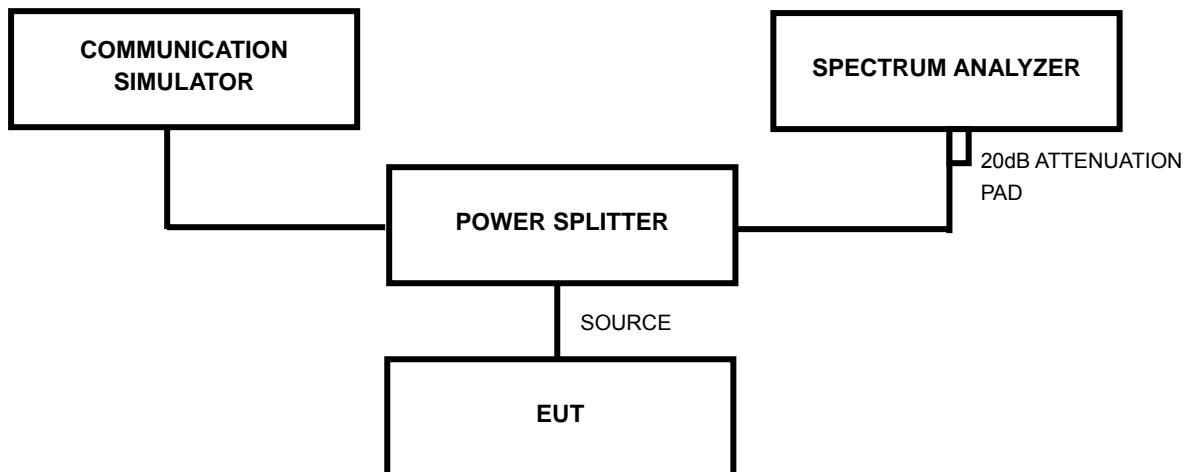 COMMUNICATION
SIMULATOR
SPECTRUM ANALYZER
20dB ATTENUATION
PAD
POWER SPLITTER
SOURCE
EUT